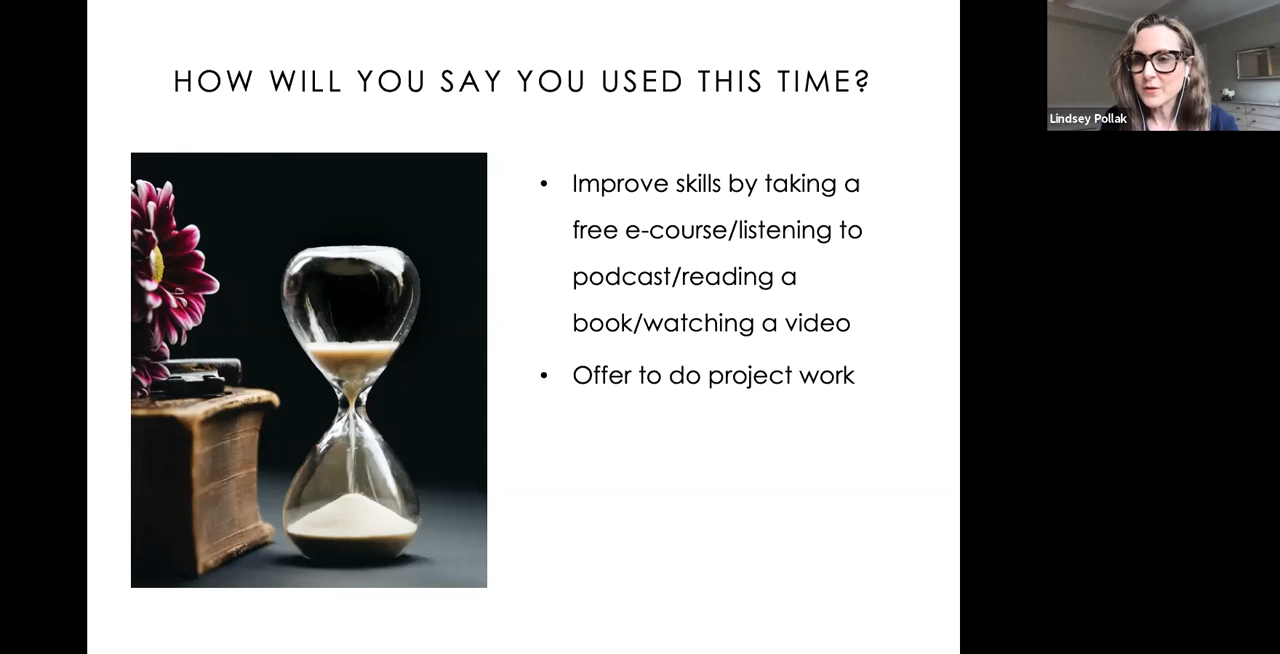 HOW WILL YOU SAY YOU USED THIS TIME?
Lindsey Pollak
• Improve skills by taking a
free e-course/listening to
podcast/reading a
book/watching a video
• Offer to do project work